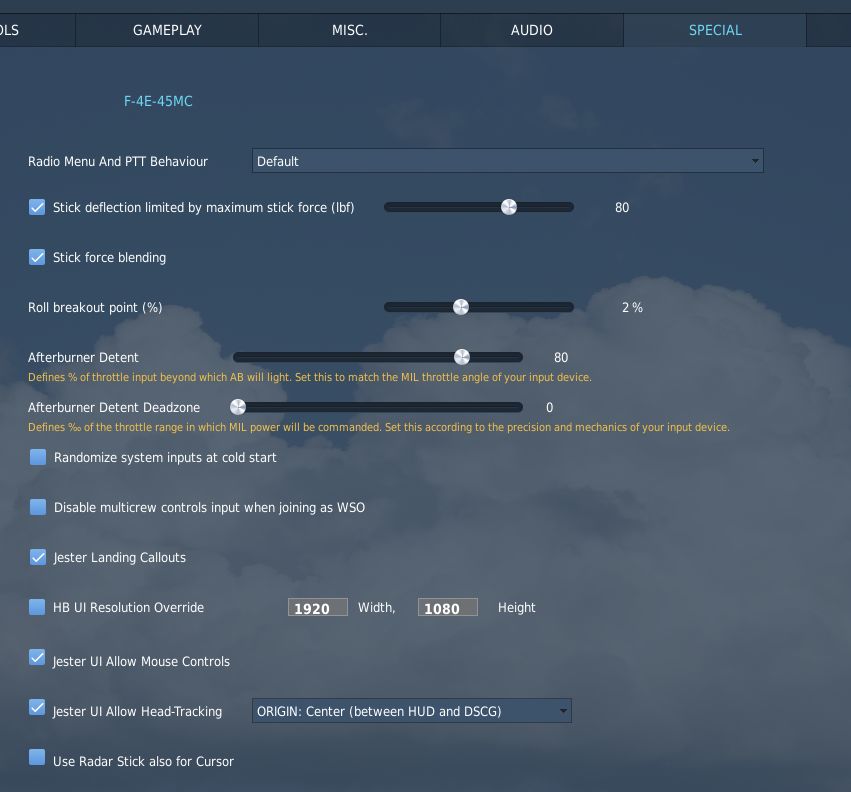 OLS GAMEPLAY MISC. AUDIO SPECIAL
F-4E-45MC
Radio Menu And PTT Behaviour Default
Stick deflection limited by maximum stick force (lbf) 80
Stick force blending
Roll breakout point (%) 2 %
Afterburner Detent 80
Defines % of throttle input beyond which AB will light. Set this to match the MIL throttle angle of your input device.
Afterburner Detent Deadzone 0
Defines ‰ of the throttle range in which MIL power will be commanded. Set this according to the precision and mechanics of your input device.
Randomize system inputs at cold start
Disable multicrew controls input when joining as WSO
Jester Landing Callouts
HB UI Resolution Override 1920 Width, 1080 Height
Jester UI Allow Mouse Controls
Jester UI Allow Head-Tracking ORIGIN: Center (between HUD and DSCG)
Use Radar Stick also for Cursor